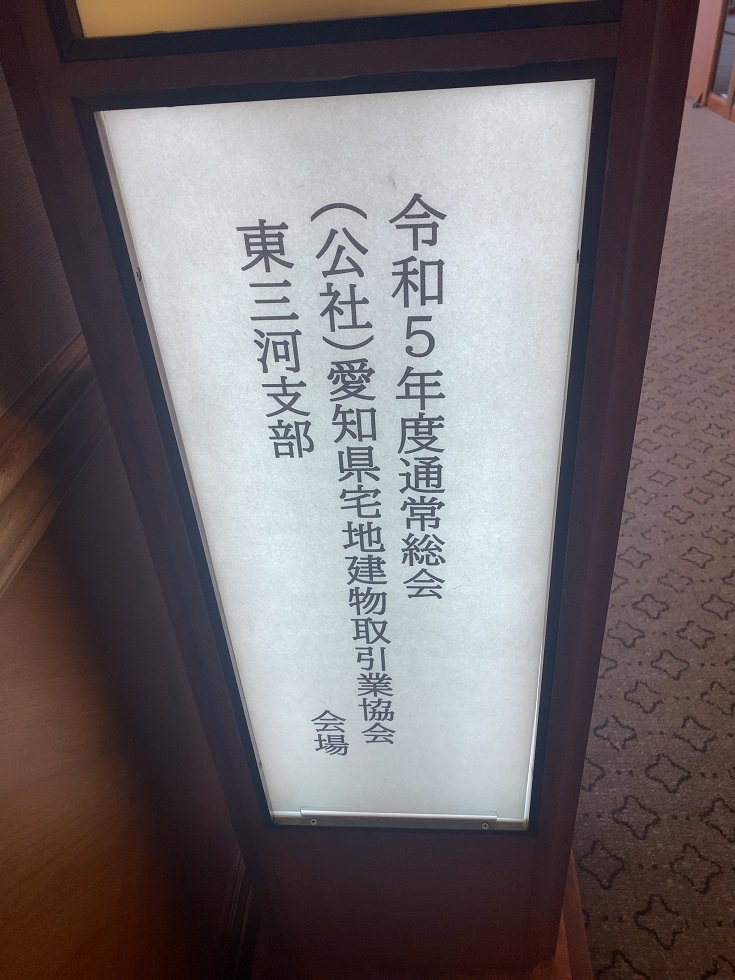 令和５年度通常総会
（公社）愛知県宅地建物取引業協会
東三河支部
会場